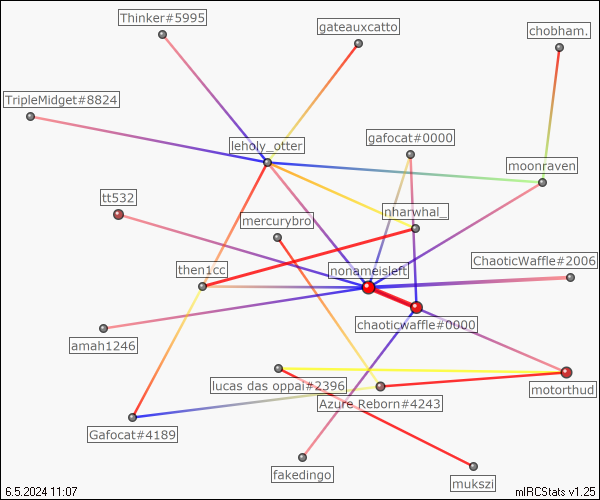 Thinker#5995
gateauxcatto
chobham.
TripleMidget#8824
leholy_otter
gafocat#0000
moonraven
tt532
mercurybro
nharwhal_
then1cc
nonameisleft
ChaoticWaffle#2006
chaoticwaffle#0000
amah1246
lucas das oppai#2396
motorthud
Azure Reborn#4243
Gafocat#4189
fakedingo
mukszi
6.5.2024 11:07
mIRCStats v1.25